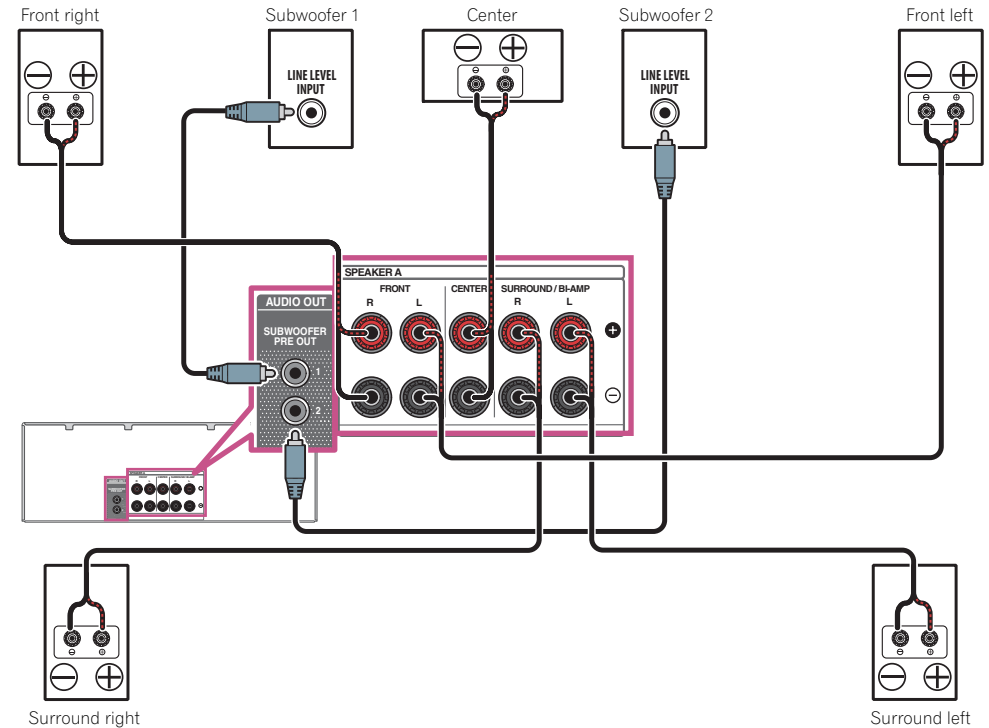 Front right
Subwoofer 1
Center
Subwoofer 2
Front left
LINE LEVEL
INPUT
LINE LEVEL
INPUT
SPEAKER A
FRONT
CENTER
SURROUND / BI-AMP
R
L
R
L
AUDIO OUT
SUBWOOFER
PRE OUT
1
2
Surround right
Surround left